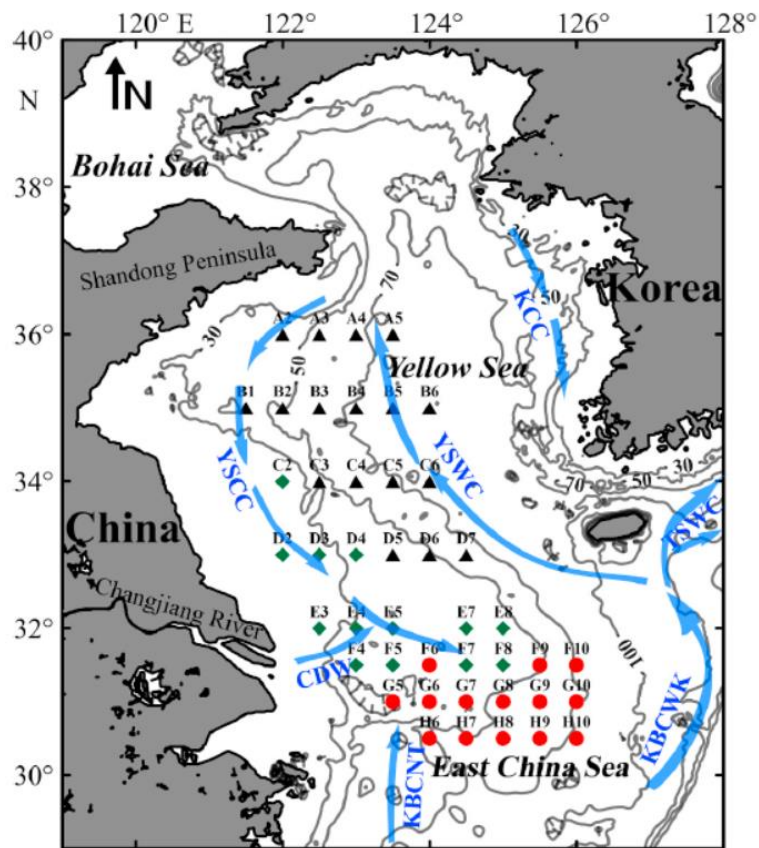 120° E 122° 124° 126° 128°
40°
N
N
Bohai Sea
38°
Shandong Peninsula
30
70
50
KCC
Korea
30
50
A2 A3 A4 A5
36°
Yellow Sea
B1 B2 B3 B4 B5 B6
YSCC
YSWC
34°
C2 C3 C4 C5 C6
70 50 30
TSWC
China
D2 D3 D4 D5 D6 D7
Changjiang River
32°
E3 E4 E5 E7 E8
100
CDW
F4 F5 F6 F7 F8 F9 F10
G5 G6 G7 G8 G9 G10
H6 H7 H8 H9 H10
KBCNT
KBCWK
30°
East China Sea